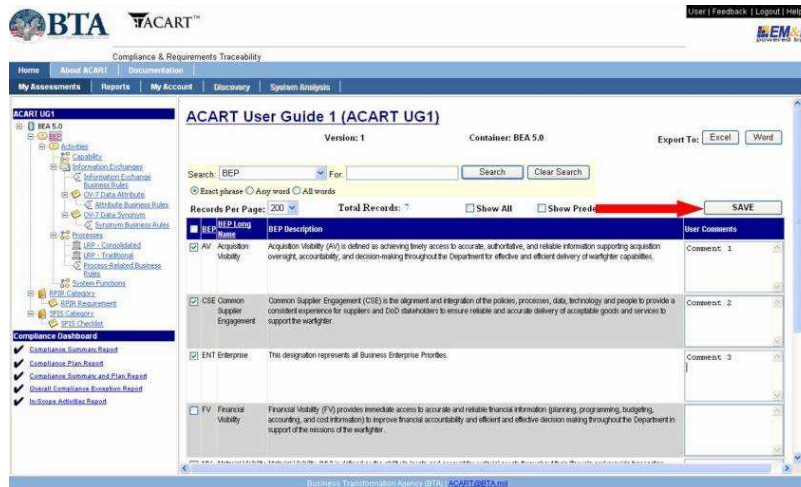 User | Feedback | Logout | Help
BTA
ACART™
Compliance & Requirements Traceability
powered by
Home About ACART Documentation
My Assessments Reports My Account Discovery System Analysis
ACART UG1
BEA 5.0
BEP
Activities
Capability
Information Exchanges
Information Exchange
Business Rules
OV-7 Data Attribute
Attribute Business Rules
OV-7 Data Synonym
Synonym Business Rules
Processes
LRP - Consolidated
LRP - Traditional
Process-Related Business
Rules
System Functions
RPIR Category
RPIR Requirement
SFIS Category
SFIS Checklist
Compliance Dashboard
Compliance Summary Report
Compliance Plan Report
Compliance Summary and Plan Report
Overall Compliance Exception Report
In-Scope Activities Report
ACART User Guide 1 (ACART UG1)
Version: 1 Container: BEA 5.0 Export To: Excel Word
Search: BEP For: Search Clear Search
Exact phrase Any word All words
Records Per Page: 200 Total Records: 7 Show All Show Prede SAVE
BEP BEP Long Name BEP Description User Comments
AV Acquisition Visibility Acquisition Visibility (AV) is defined as achieving timely access to accurate, authoritative, and reliable information supporting acquisition
oversight, accountability, and decision-making throughout the Department for effective and efficient delivery of warfighter capabilities.
Comment 1
CSE Common Supplier Engagement Common Supplier Engagement (CSE) is the alignment and integration of the policies, processes, data, technology and people to provide a
consistent experience for suppliers and DoD stakeholders to ensure reliable and accurate delivery of acceptable goods and services to
support the warfighter.
Comment 2
ENT Enterprise This designation represents all Business Enterprise Priorities.
Comment 3
FV Financial Visibility Financial Visibility (FV) provides immediate access to accurate and reliable financial information (planning, programming, budgeting,
accounting, and cost information) to improve financial accountability and efficient and effective decision making throughout the Department in
support of the missions of the warfighter.
Business Transformation Agency (BTA) | ACART@BTA.mil